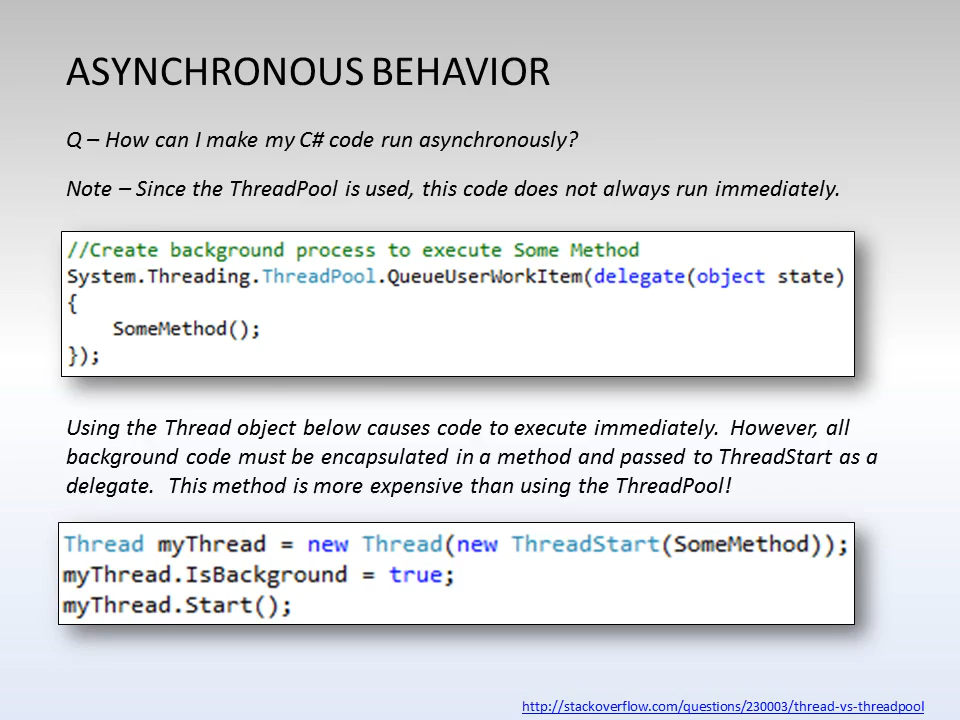 ASYNCHRONOUS BEHAVIOR
Q – How can I make my C# code run asynchronously?
Note – Since the ThreadPool is used, this code does not always run immediately.
//Create background process to execute Some Method
System.Threading.ThreadPool.QueueUserWorkItem(delegate(object state)
{
    SomeMethod();
});
Using the Thread object below causes code to execute immediately.  However, all
background code must be encapsulated in a method and passed to ThreadStart as a
delegate.  This method is more expensive than using the ThreadPool!
Thread myThread = new Thread(new ThreadStart(SomeMethod));
myThread.IsBackground = true;
myThread.Start();
http://stackoverflow.com/questions/230003/thread-vs-threadpool